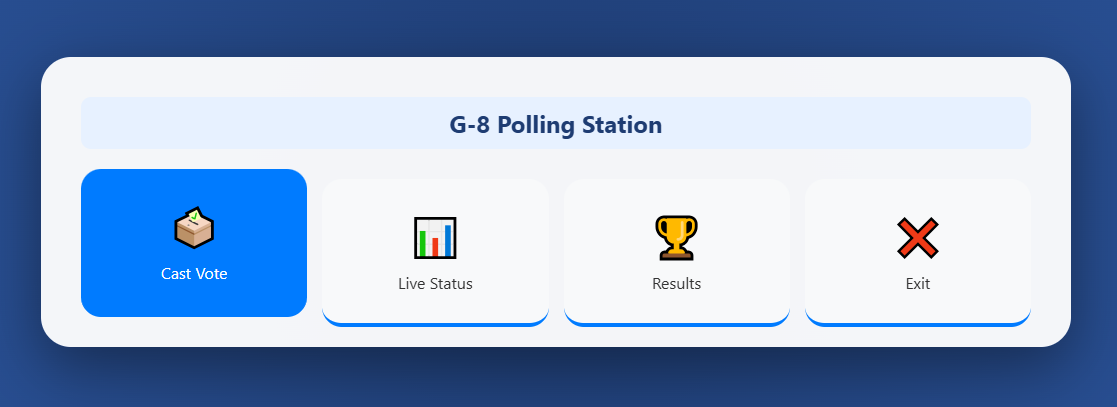 G-8 Polling Station
Cast Vote
Live Status
Results
Exit